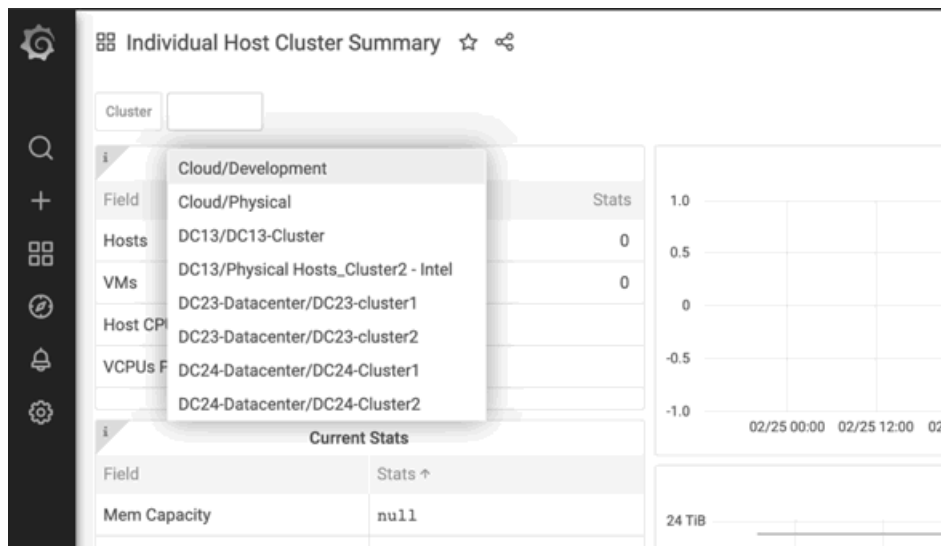 Individual Host Cluster Summary
Cluster
i
Cloud/Development
Cloud/Physical
DC13/DC13-Cluster
DC13/Physical Hosts_Cluster2 - Intel
DC23-Datacenter/DC23-cluster1
DC23-Datacenter/DC23-cluster2
DC24-Datacenter/DC24-Cluster1
DC24-Datacenter/DC24-Cluster2
Field Stats
Hosts 0
VMs 0
Host CP
VCPUs P
i
Current Stats
Field Stats ↑
Mem Capacity null
1.0
0.5
0
-0.5
-1.0
02/25 00:00 02/25 12:00 02
24 TiB